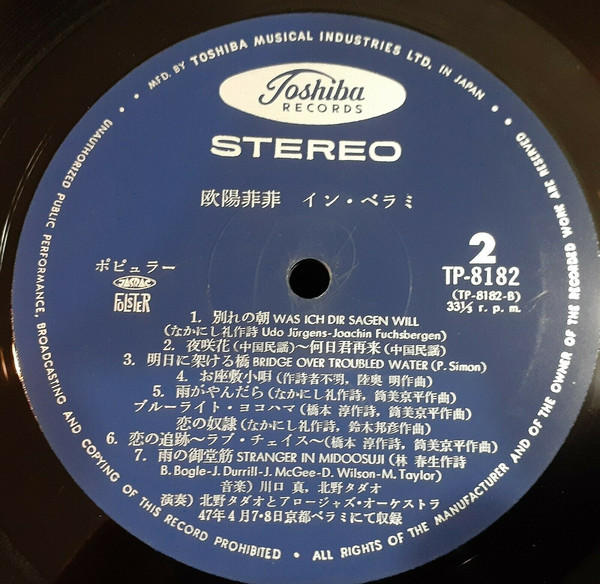 MFD. BY TOSHIBA MUSICAL INDUSTRIES LTD. IN JAPAN
Toshiba
RECORDS
STEREO
欧陽菲菲 イン・ベラミ
2
TP-8182
(TP-8182-B)
33⅓ r. p. m.
ポピュラー
JASRAC
FOLSTER
1. 別れの朝 WAS ICH DIR SAGEN WILL
(なかにし礼作詩 Udo Jürgens-Joachin Fuchsbergen)
2. 夜咲花(中国民謡)~何日君再来(中国民謡)
3. 明日に架ける橋 BRIDGE OVER TROUBLED WATER (P. Simon)
4. お座敷小唄(作詩者不明, 陸奥 明作曲)
5. 雨がやんだら(なかにし礼作詩, 筒美京平作曲)
ブルーライト・ヨコハマ(橋本 淳作詩, 筒美京平作曲)
恋の奴隷(なかにし礼作詩, 鈴木邦彦作曲)
6. 恋の追跡~ラブ・チェイス~(橋本 淳作詩, 筒美京平作曲)
7. 雨の御堂筋 STRANGER IN MIDOOSUJI (林 春生作詩
B. Bogle-J. Durrill-J. McGee-D. Wilson-M. Taylor)
音楽) 川口 真, 北野タダオ
演奏) 北野タダオとアロージャズ・オーケストラ
47年4月7・8日京都ベラミにて収録
UNAUTHORIZED PUBLIC PERFORMANCE, BROADCASTING AND COPYING OF THIS RECORD PROHIBITED • ALL RIGHTS OF THE MANUFACTURER AND OF THE OWNER OF THE RECORDED WORK ARE RESERVED